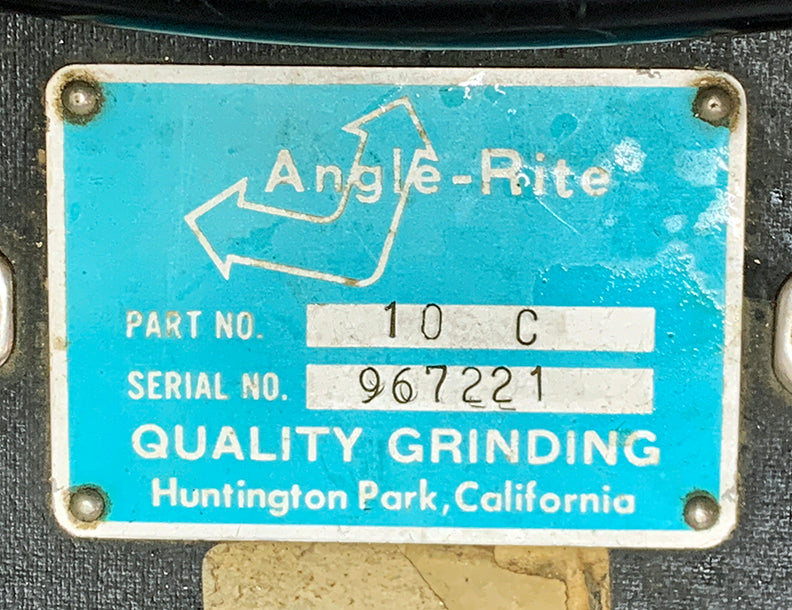 Angle-Rite
PART NO. 10 C
SERIAL NO. 967221
QUALITY GRINDING
Huntington Park, California